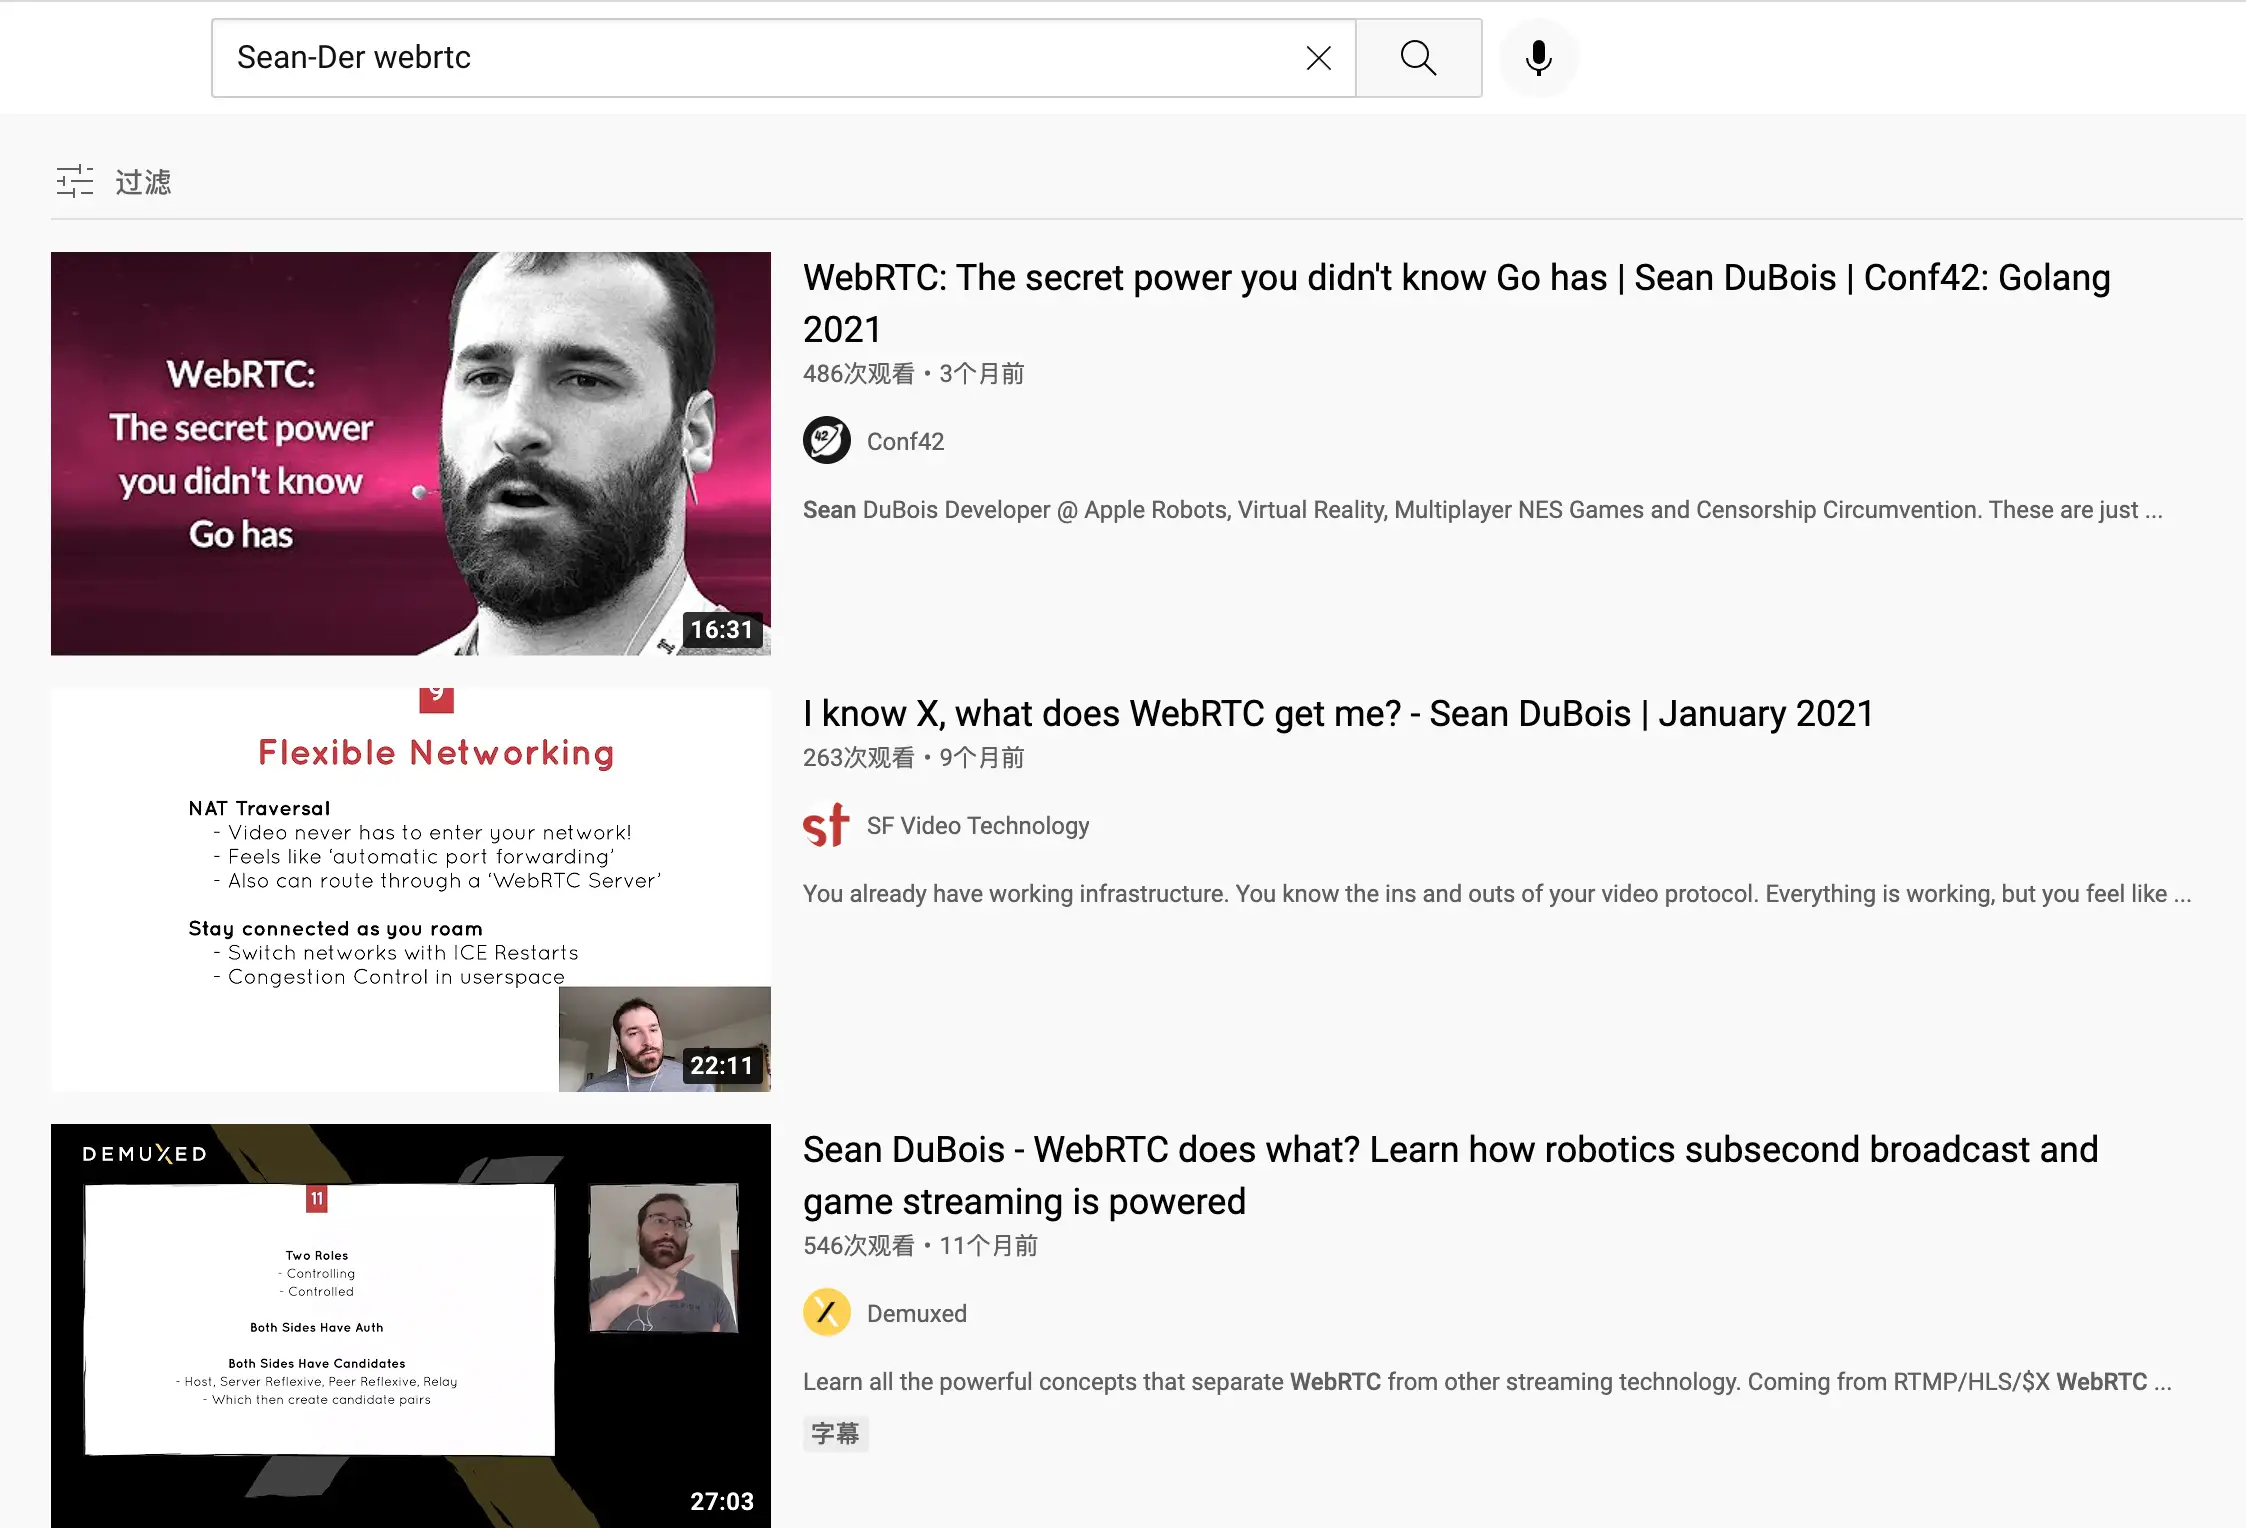 Sean-Der webrtc
过滤
WebRTC:
The secret power
you didn't know
Go has
16:31
WebRTC: The secret power you didn't know Go has | Sean DuBois | Conf42: Golang
2021
486次观看 • 3个月前
42
Conf42
Sean DuBois Developer @ Apple Robots, Virtual Reality, Multiplayer NES Games and Censorship Circumvention. These are just ...
9
Flexible Networking
NAT Traversal
- Video never has to enter your network!
- Feels like ‘automatic port forwarding’
- Also can route through a ‘WebRTC Server’
Stay connected as you roam
- Switch networks with ICE Restarts
- Congestion Control in userspace
22:11
I know X, what does WebRTC get me? - Sean DuBois | January 2021
263次观看 • 9个月前
sf
SF Video Technology
You already have working infrastructure. You know the ins and outs of your video protocol. Everything is working, but you feel like ...
DEMUXED
11
Two Roles
- Controlling
- Controlled
Both Sides Have Auth
Both Sides Have Candidates
- Host, Server Reflexive, Peer Reflexive, Relay
- Which then create candidate pairs
27:03
Sean DuBois - WebRTC does what? Learn how robotics subsecond broadcast and
game streaming is powered
546次观看 • 11个月前
Demuxed
Learn all the powerful concepts that separate WebRTC from other streaming technology. Coming from RTMP/HLS/$X WebRTC ...
字幕